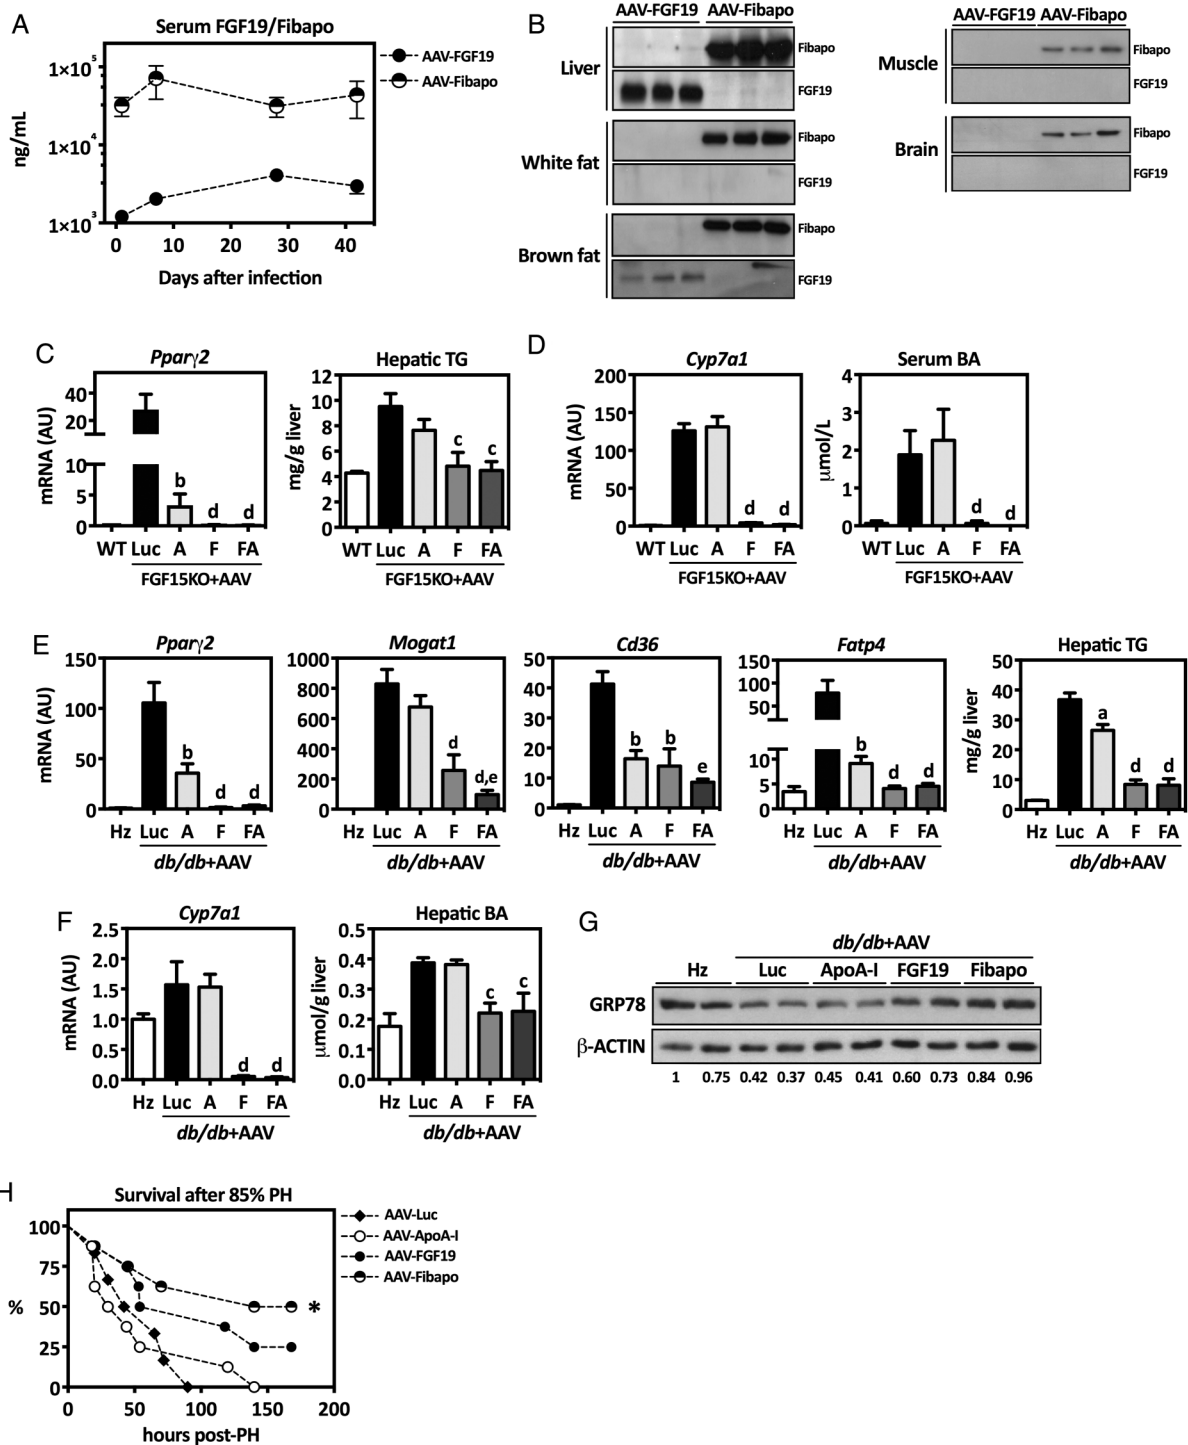 A
Serum FGF19/Fibapo
1×10⁵
1×10⁴
1×10³
ng/mL
0 10 20 30 40
Days after infection
AAV-FGF19
AAV-Fibapo
B
AAV-FGF19 AAV-Fibapo
Liver
Fibapo
FGF19
White fat
Fibapo
FGF19
Brown fat
Fibapo
FGF19
AAV-FGF19 AAV-Fibapo
Muscle
Fibapo
FGF19
Brain
Fibapo
FGF19
C
Pparγ2
mRNA (AU)
40
20
10
5
0
b d d
WT Luc A F FA
FGF15KO+AAV
Hepatic TG
mg/g liver
12
10
8
6
4
2
0
c c
WT Luc A F FA
FGF15KO+AAV
D
Cyp7a1
mRNA (AU)
200
150
100
50
0
d d
WT Luc A F FA
FGF15KO+AAV
Serum BA
µmol/L
4
3
2
1
0
d d
WT Luc A F FA
FGF15KO+AAV
E
Pparγ2
mRNA (AU)
150
100
50
0
b d d
Hz Luc A F FA
db/db+AAV
Mogat1
1000
800
600
400
200
0
d d,e
Hz Luc A F FA
db/db+AAV
Cd36
50
40
30
20
10
0
b b e
Hz Luc A F FA
db/db+AAV
Fatp4
150
100
50
10
5
0
b d d
Hz Luc A F FA
db/db+AAV
Hepatic TG
mg/g liver
50
40
30
20
10
0
a d d
Hz Luc A F FA
db/db+AAV
F
Cyp7a1
mRNA (AU)
2.5
2.0
1.5
1.0
0.5
0.0
d d
Hz Luc A F FA
db/db+AAV
Hepatic BA
µmol/g liver
0.5
0.4
0.3
0.2
0.1
0.0
c c
Hz Luc A F FA
db/db+AAV
G
db/db+AAV
Hz Luc ApoA-I FGF19 Fibapo
GRP78
β-ACTIN
1 0.75 0.42 0.37 0.45 0.41 0.60 0.73 0.84 0.96
H
Survival after 85% PH
%
100
75
50
25
0
*
0 50 100 150 200
hours post-PH
AAV-Luc
AAV-ApoA-I
AAV-FGF19
AAV-Fibapo